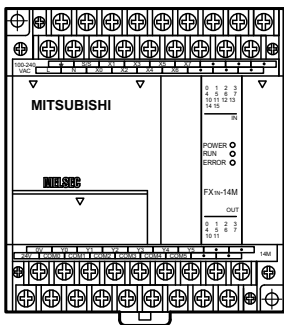 ⏚ S/S X1 X3 X5 X7 • • • •
100-240 VAC L N X0 X2 X4 X6 • • • •
MITSUBISHI
0 1 2 3
4 5 6 7
10 11 12 13
14 15
IN
POWER
RUN
ERROR
MELSEC
FX1N-14M
OUT
0 1 2 3
4 5 6 7
10 11
0V Y0 Y1 Y2 Y3 Y4 Y5 • •
24V COM0 COM1 COM2 COM3 COM4 COM5 • • • 14M